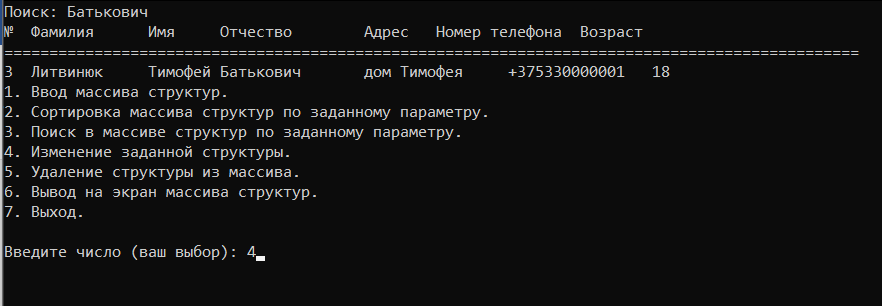 Поиск: Батькович
№ Фамилия Имя Отчество Адрес Номер телефона Возраст
===============================================================================================
3 Литвинюк Тимофей Батькович дом Тимофея +375330000001 18
1. Ввод массива структур.
2. Сортировка массива структур по заданному параметру.
3. Поиск в массиве структур по заданному параметру.
4. Изменение заданной структуры.
5. Удаление структуры из массива.
6. Вывод на экран массива структур.
7. Выход.
Введите число (ваш выбор): 4